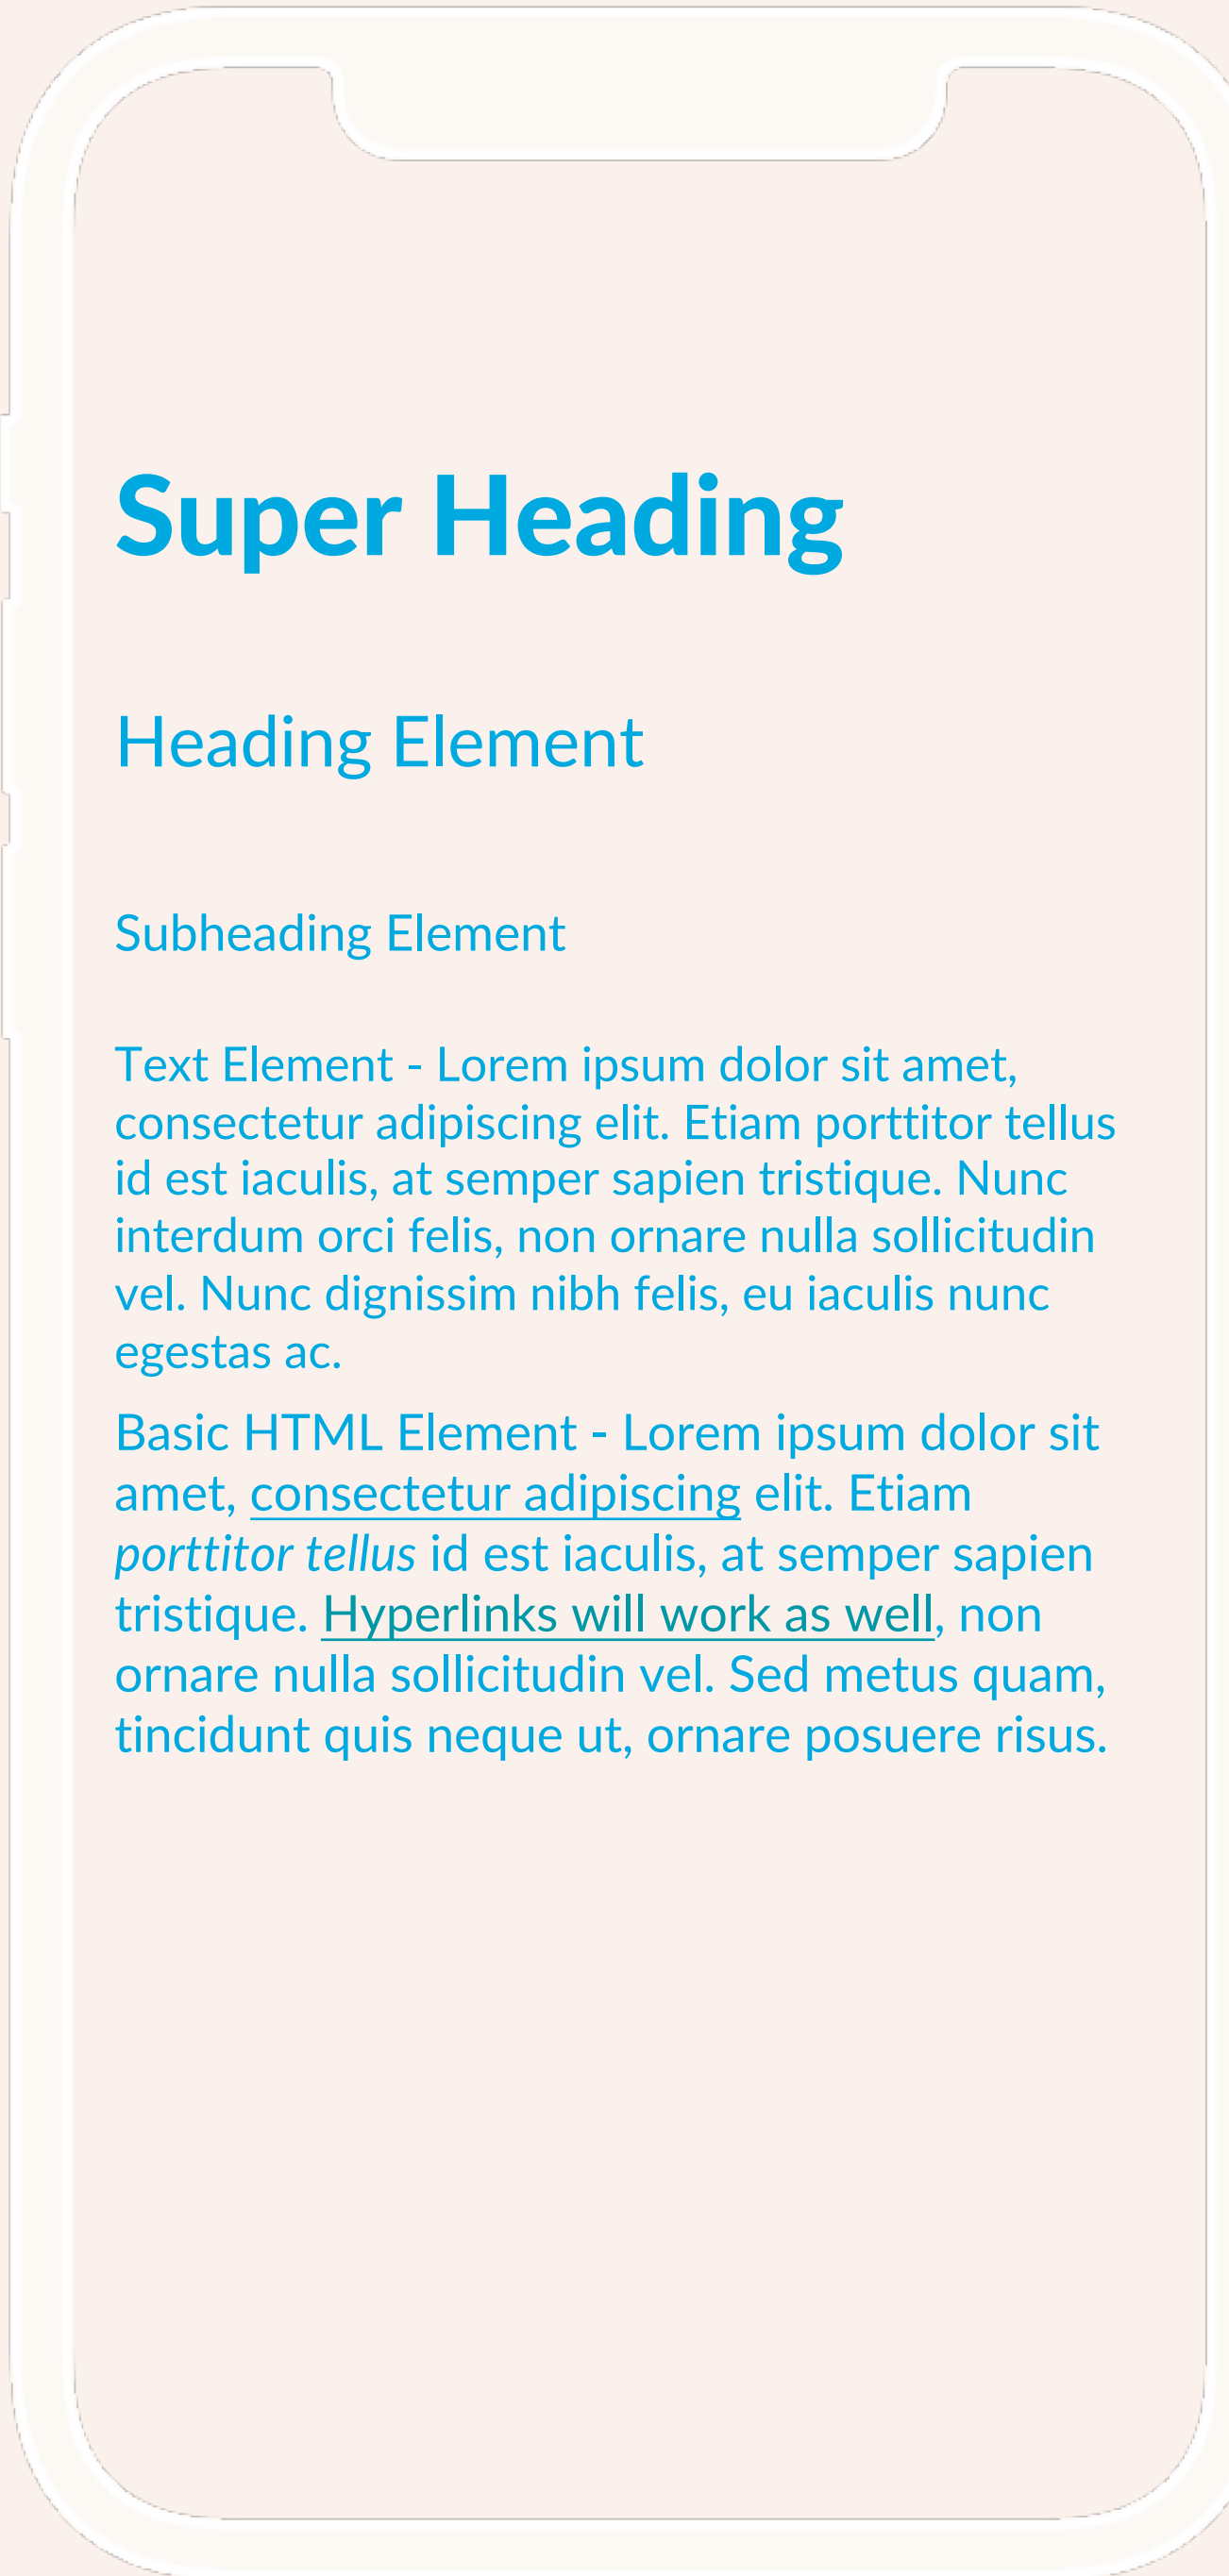 Super Heading
Heading Element
Subheading Element
Text Element - Lorem ipsum dolor sit amet,
consectetur adipiscing elit. Etiam porttitor tellus
id est iaculis, at semper sapien tristique. Nunc
interdum orci felis, non ornare nulla sollicitudin
vel. Nunc dignissim nibh felis, eu iaculis nunc
egestas ac.
Basic HTML Element - Lorem ipsum dolor sit
amet, consectetur adipiscing elit. Etiam
porttitor tellus id est iaculis, at semper sapien
tristique. Hyperlinks will work as well, non
ornare nulla sollicitudin vel. Sed metus quam,
tincidunt quis neque ut, ornare posuere risus.